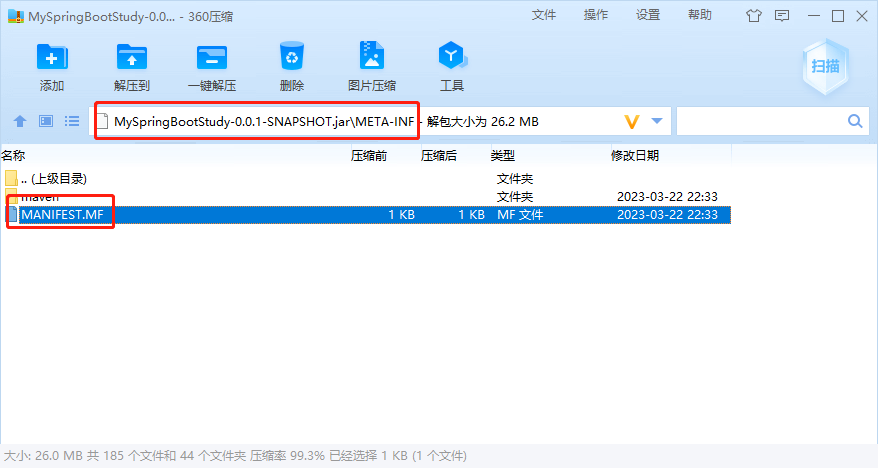 MySpringBootStudy-0.0... - 360压缩 文件 操作 设置 帮助
添加 解压到 一键解压 删除 图片压缩 工具 扫描
MySpringBootStudy-0.0.1-SNAPSHOT.jar\META-INF - 解包大小为 26.2 MB
名称 压缩前 压缩后 类型 修改日期
.. (上级目录) 文件夹
maven 文件夹 2023-03-22 22:33
MANIFEST.MF 1 KB 1 KB MF 文件 2023-03-22 22:33
大小: 26.0 MB 共 185 个文件和 44 个文件夹 压缩率 99.3% 已经选择 1 KB (1 个文件)